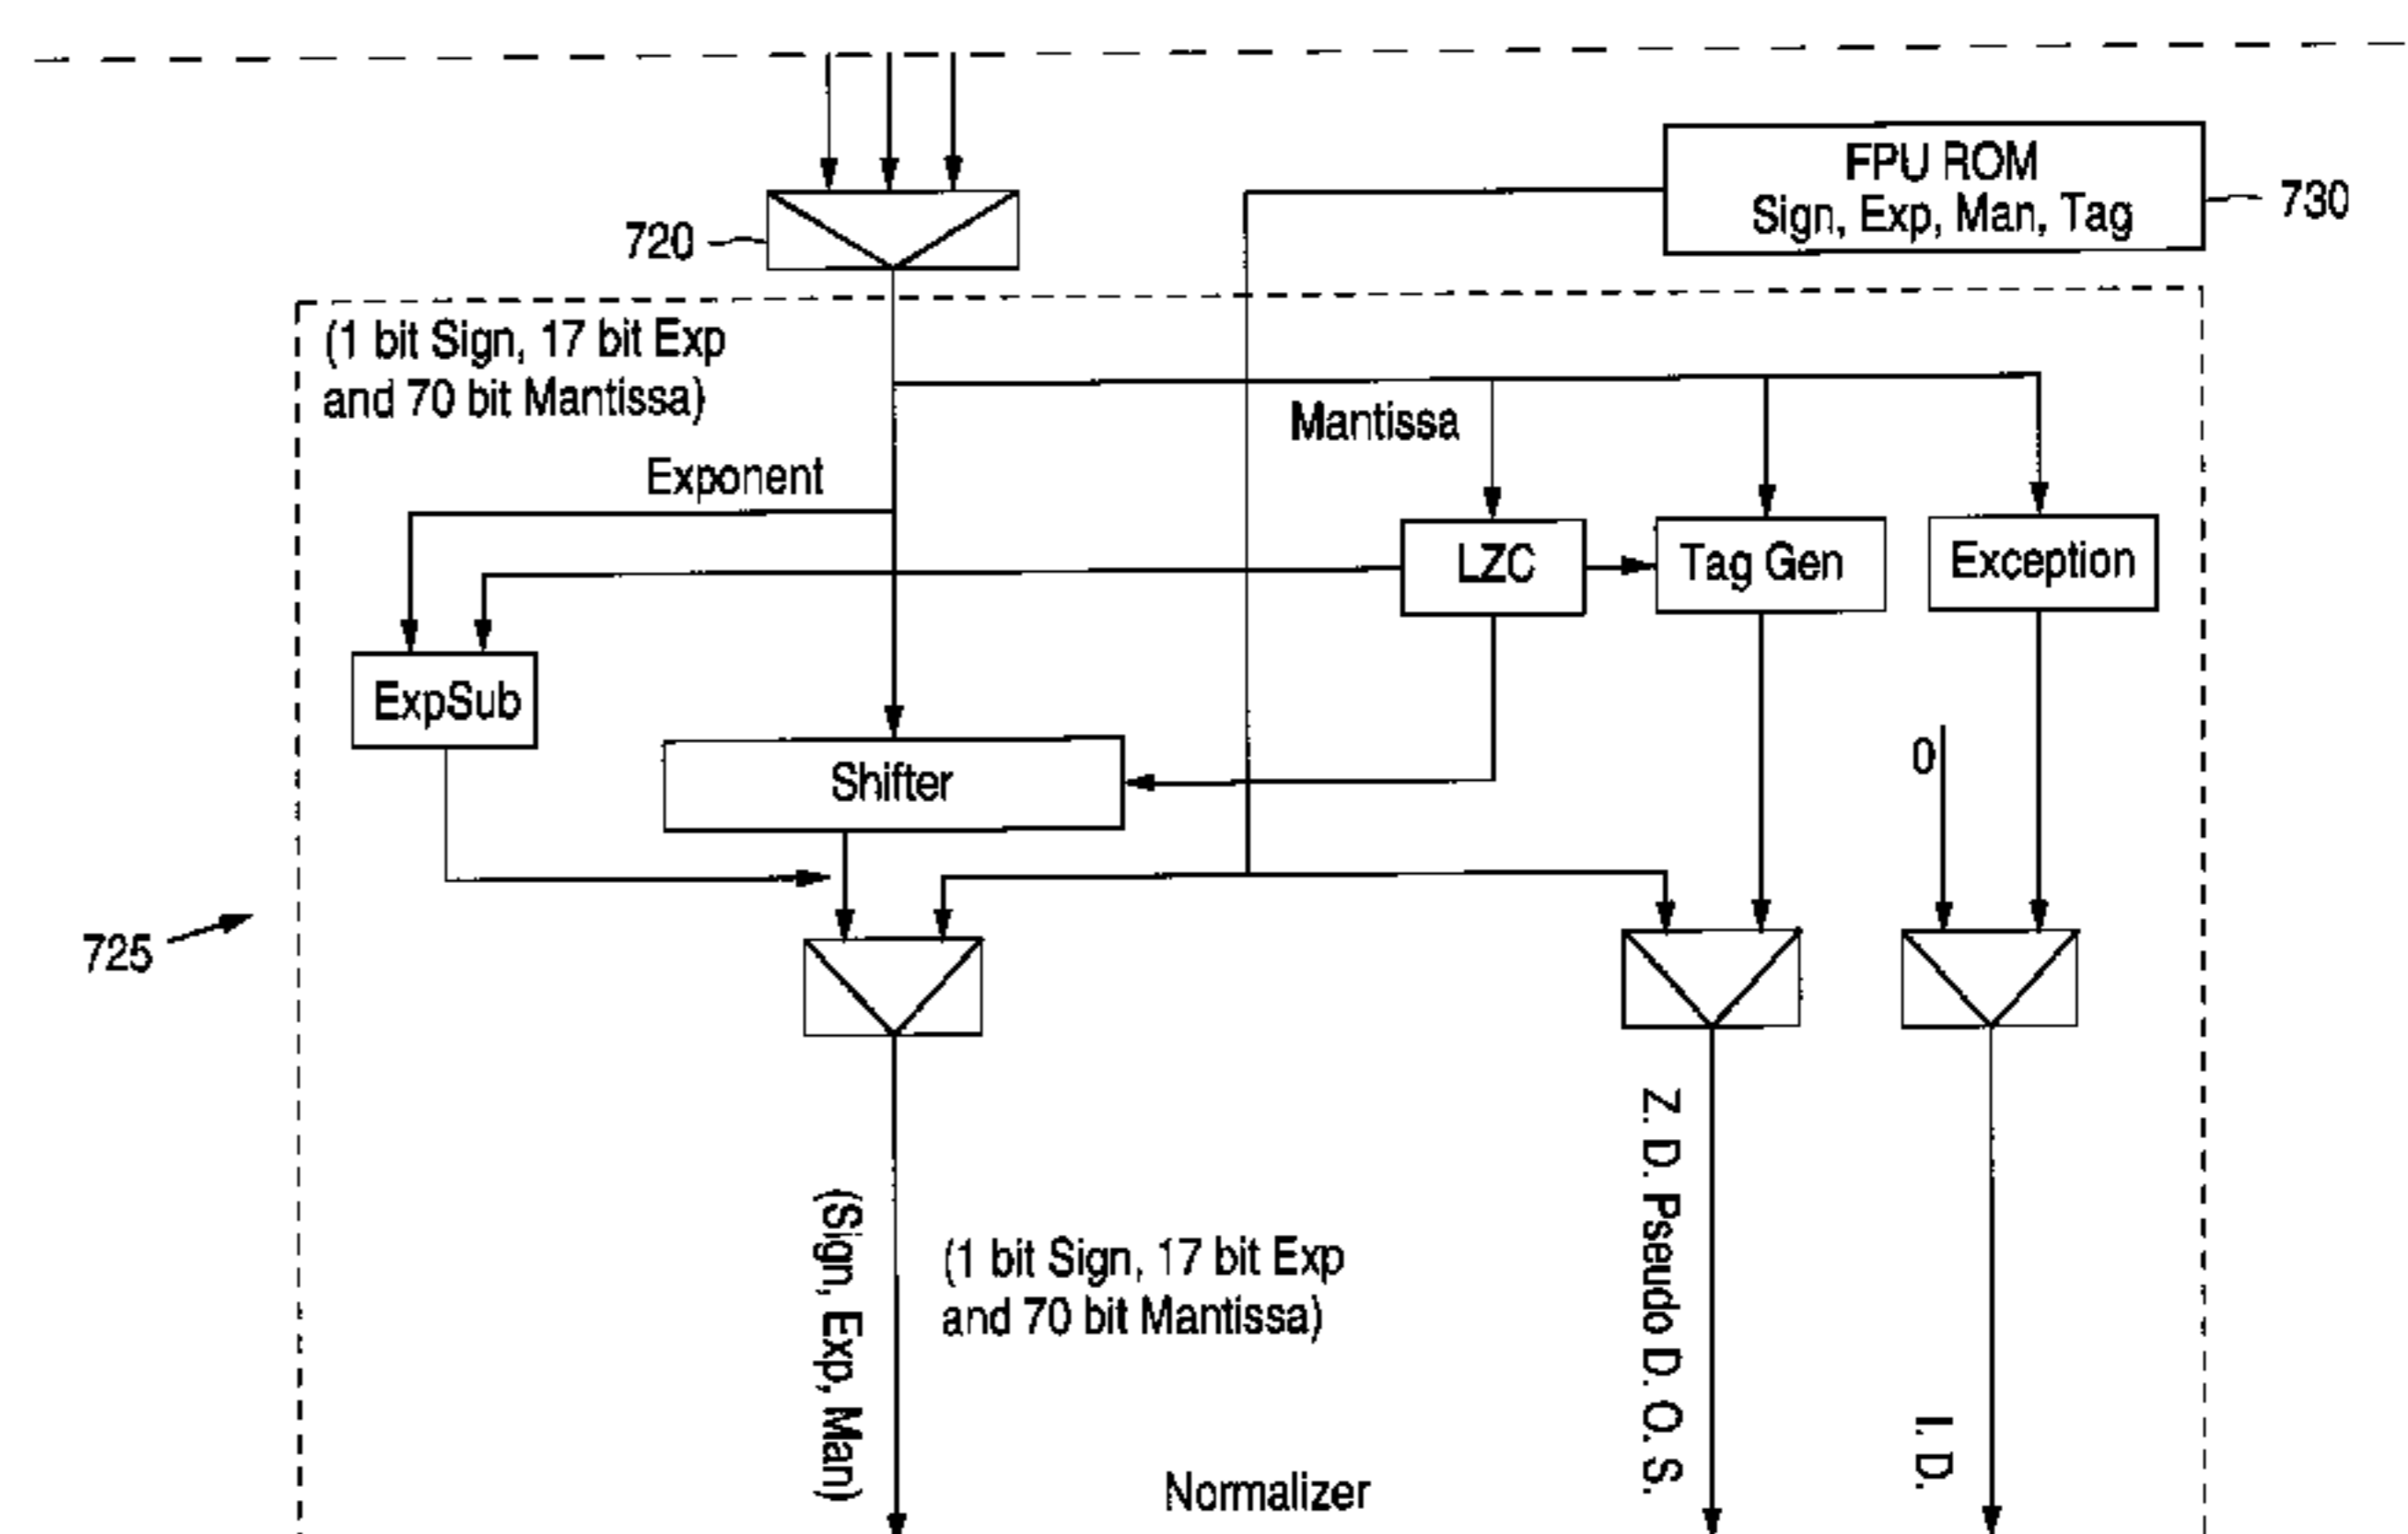 FPU ROM
Sign, Exp, Man, Tag
730
720
(1 bit Sign, 17 bit Exp
and 70 bit Mantissa)
Mantissa
Exponent
LZC
Tag Gen
Exception
ExpSub
Shifter
0
725
(Sign, Exp, Man)
(1 bit Sign, 17 bit Exp
and 70 bit Mantissa)
Z. D. Pseudo D. O. S.
I. D.
Normalizer